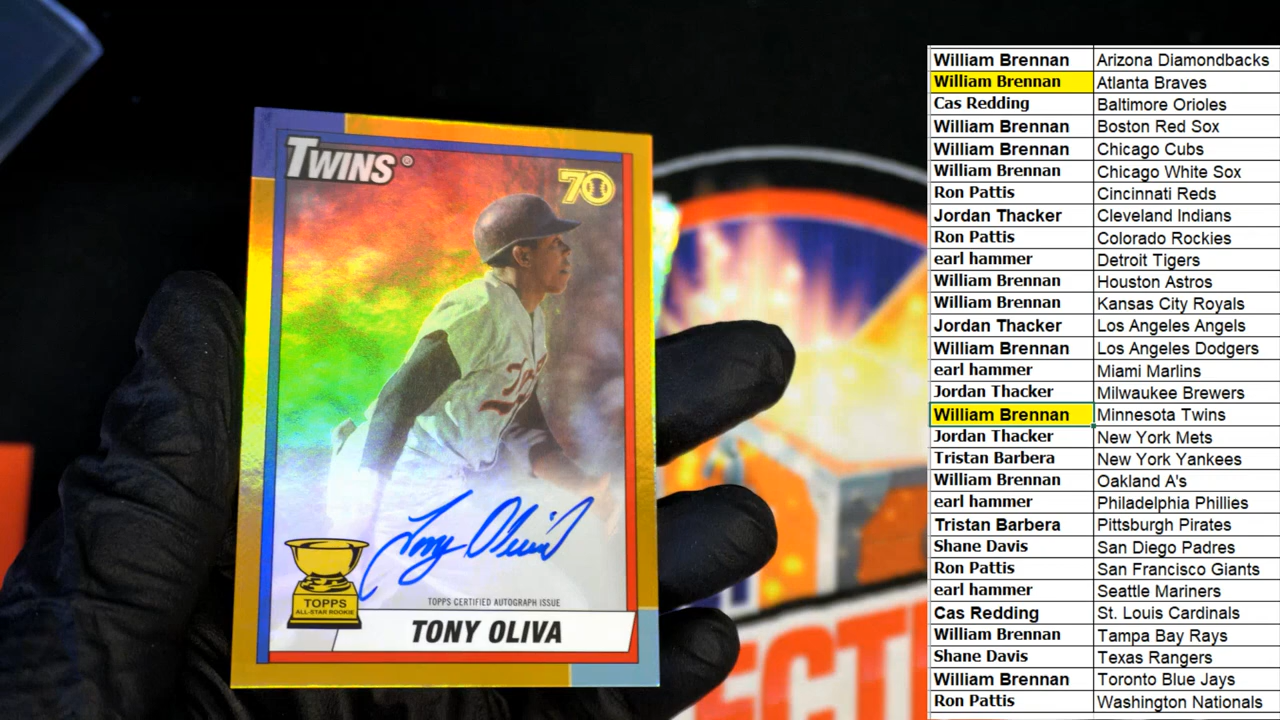 TWINS®
70
Twins
Tony Oliva
TOPPS
ALL-STAR ROOKIE
TOPPS CERTIFIED AUTOGRAPH ISSUE
TONY OLIVA
William Brennan Arizona Diamondbacks
William Brennan Atlanta Braves
Cas Redding Baltimore Orioles
William Brennan Boston Red Sox
William Brennan Chicago Cubs
William Brennan Chicago White Sox
Ron Pattis Cincinnati Reds
Jordan Thacker Cleveland Indians
Ron Pattis Colorado Rockies
earl hammer Detroit Tigers
William Brennan Houston Astros
William Brennan Kansas City Royals
Jordan Thacker Los Angeles Angels
William Brennan Los Angeles Dodgers
earl hammer Miami Marlins
Jordan Thacker Milwaukee Brewers
William Brennan Minnesota Twins
Jordan Thacker New York Mets
Tristan Barbera New York Yankees
William Brennan Oakland A's
earl hammer Philadelphia Phillies
Tristan Barbera Pittsburgh Pirates
Shane Davis San Diego Padres
Ron Pattis San Francisco Giants
earl hammer Seattle Mariners
Cas Redding St. Louis Cardinals
William Brennan Tampa Bay Rays
Shane Davis Texas Rangers
William Brennan Toronto Blue Jays
Ron Pattis Washington Nationals